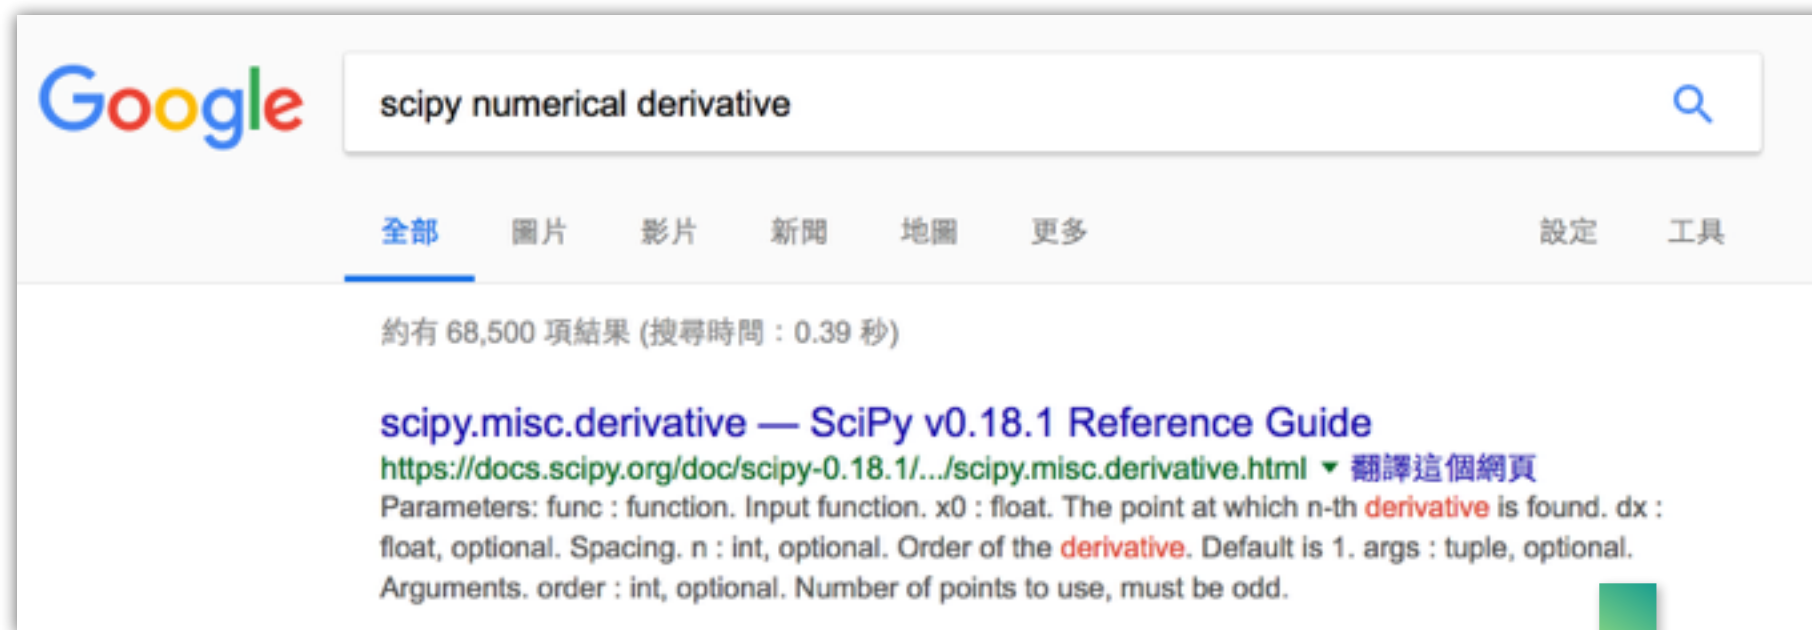 Google
scipy numerical derivative
全部 圖片 影片 新聞 地圖 更多 設定 工具
約有 68,500 項結果 (搜尋時間：0.39 秒)
scipy.misc.derivative — SciPy v0.18.1 Reference Guide
https://docs.scipy.org/doc/scipy-0.18.1/.../scipy.misc.derivative.html ▼ 翻譯這個網頁
Parameters: func : function. Input function. x0 : float. The point at which n-th derivative is found. dx :
float, optional. Spacing. n : int, optional. Order of the derivative. Default is 1. args : tuple, optional.
Arguments. order : int, optional. Number of points to use, must be odd.